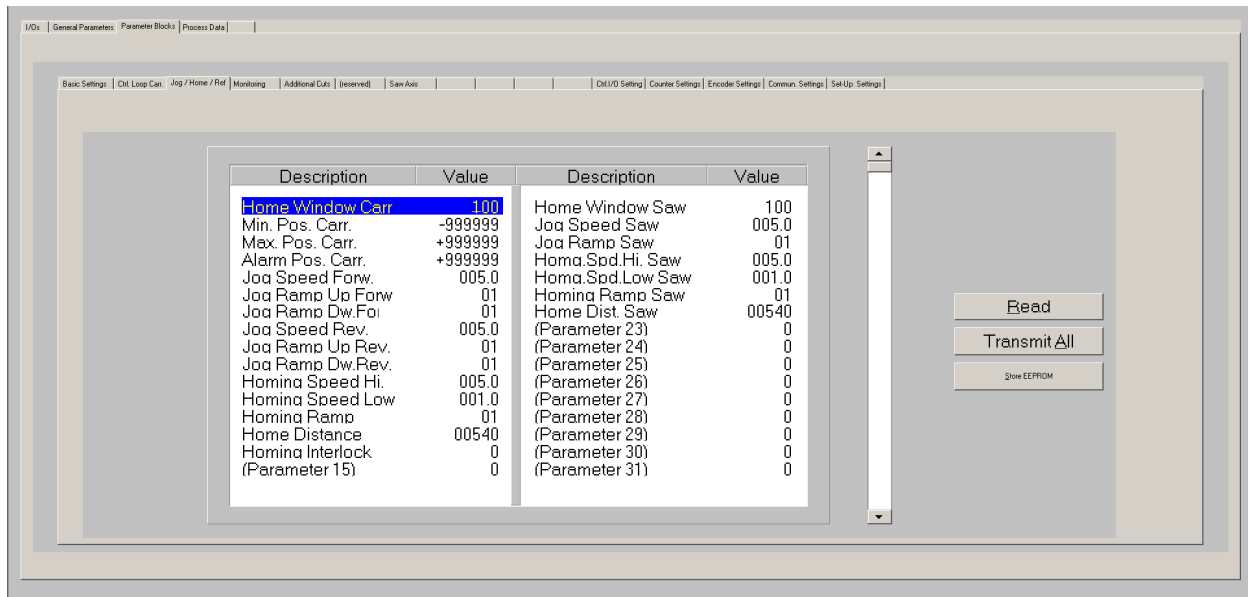 I/Os General Parameters Parameter Blocks Process Data
Basic Settings Ctrl. Loop Carr. Jog / Home / Ref Monitoring Additional Cuts (reserved) Saw Axis Ctrl.I/O Setting Counter Settings Encoder Settings Commun. Settings Set-Up Settings
Description Value Description Value
Home Window Carr 100 Home Window Saw 100
Min. Pos. Carr. -999999 Jog Speed Saw 005.0
Max. Pos. Carr. +999999 Jog Ramp Saw 01
Alarm Pos. Carr. +999999 Homg.Spd.Hi. Saw 005.0
Jog Speed Forw. 005.0 Homg.Spd.Low Saw 001.0
Jog Ramp Up Forw 01 Homing Ramp Saw 01
Jog Ramp Dw.For 01 Home Dist. Saw 00540
Jog Speed Rev. 005.0 (Parameter 23) 0
Jog Ramp Up Rev. 01 (Parameter 24) 0
Jog Ramp Dw.Rev. 01 (Parameter 25) 0
Homing Speed Hi. 005.0 (Parameter 26) 0
Homing Speed Low 001.0 (Parameter 27) 0
Homing Ramp 01 (Parameter 28) 0
Home Distance 00540 (Parameter 29) 0
Homing Interlock 0 (Parameter 30) 0
(Parameter 15) 0 (Parameter 31) 0
Read
Transmit All
Store EEPROM